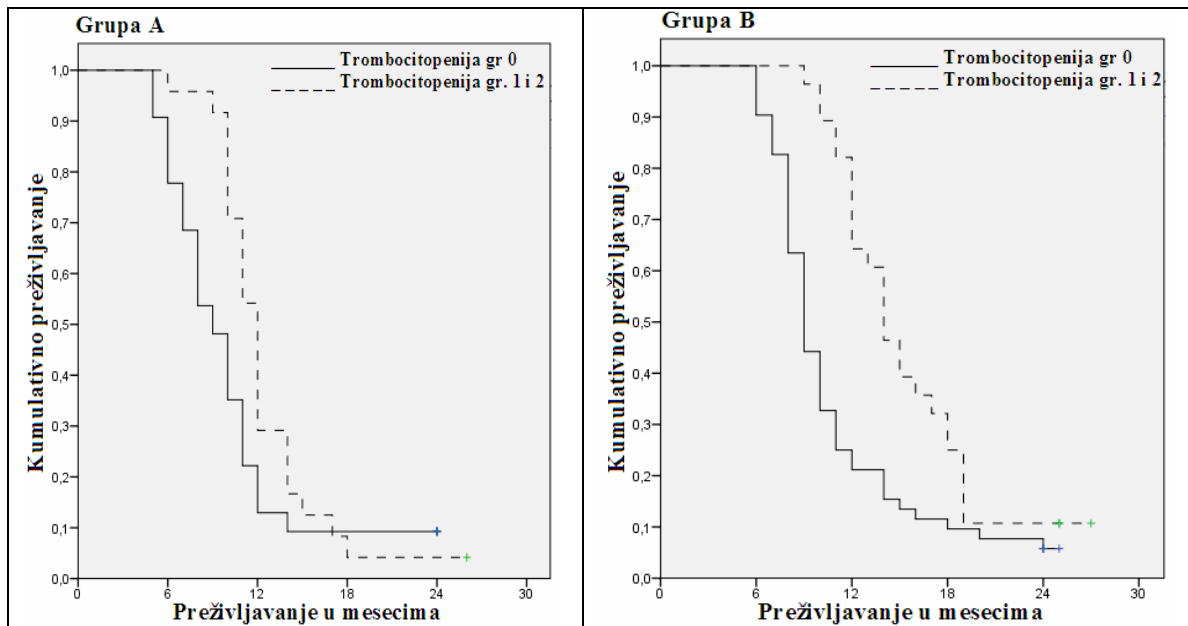 Grupa A
Trombocitopenija gr 0
Trombocitopenija gr. 1 i 2
1,0
0,9
0,8
0,7
0,6
0,5
0,4
0,3
0,2
0,1
0,0
Kumulativno preživljavanje
0 6 12 18 24 30
Preživljavanje u mesecima
Grupa B
Trombocitopenija gr 0
Trombocitopenija gr. 1 i 2
1,0
0,9
0,8
0,7
0,6
0,5
0,4
0,3
0,2
0,1
0,0
Kumulativno preživljavanje
0 6 12 18 24 30
Preživljavanje u mesecima